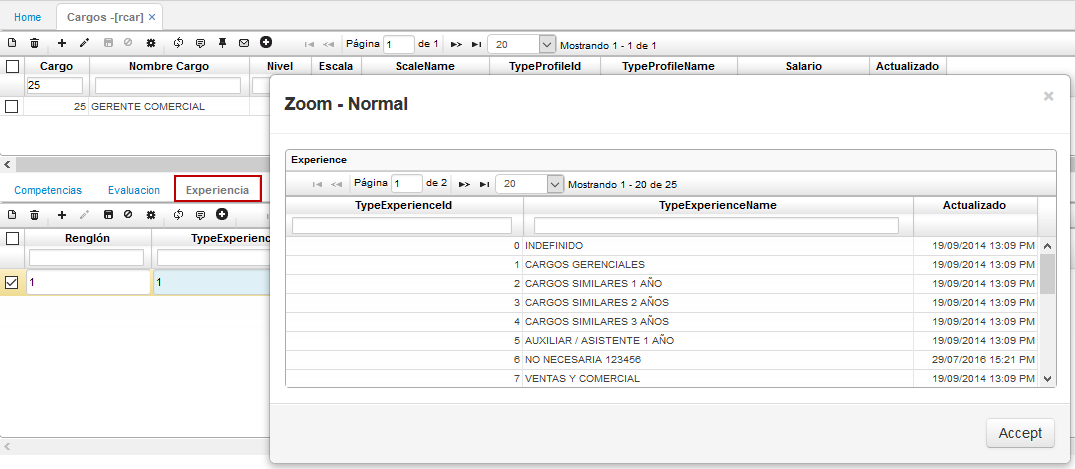 Home Cargos -[rcar] ×
Página 1 de 1 20 Mostrando 1 - 1 de 1
Cargo Nombre Cargo Nivel Escala ScaleName TypeProfileId TypeProfileName Salario Actualizado
25
25 GERENTE COMERCIAL
Zoom - Normal ×
Experience
Página 1 de 2 20 Mostrando 1 - 20 de 25
TypeExperienceId TypeExperienceName Actualizado
0 INDEFINIDO 19/09/2014 13:09 PM
1 CARGOS GERENCIALES 19/09/2014 13:09 PM
2 CARGOS SIMILARES 1 AÑO 19/09/2014 13:09 PM
3 CARGOS SIMILARES 2 AÑOS 19/09/2014 13:09 PM
4 CARGOS SIMILARES 3 AÑOS 19/09/2014 13:09 PM
5 AUXILIAR / ASISTENTE 1 AÑO 19/09/2014 13:09 PM
6 NO NECESARIA 123456 29/07/2016 15:21 PM
7 VENTAS Y COMERCIAL 19/09/2014 13:09 PM
Accept
Competencias Evaluacion Experiencia
Renglón TypeExperienc
1 1